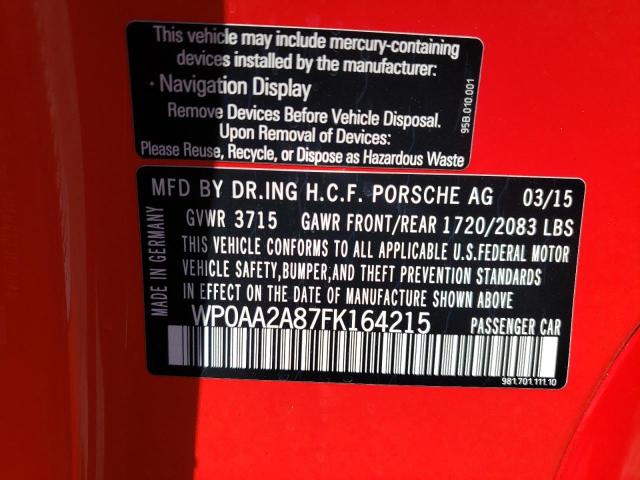 This vehicle may include mercury-containing
devices installed by the manufacturer:
· Navigation Display
Remove Devices Before Vehicle Disposal.
Upon Removal of Devices:
Please Reuse, Recycle, or Dispose as Hazardous Waste
95B.010.001
MFD BY DR.ING H.C.F. PORSCHE AG 03/15
GVWR 3715 GAWR FRONT/REAR 1720/2083 LBS
THIS VEHICLE CONFORMS TO ALL APPLICABLE U.S.FEDERAL MOTOR
VEHICLE SAFETY,BUMPER,AND THEFT PREVENTION STANDARDS
IN EFFECT ON THE DATE OF MANUFACTURE SHOWN ABOVE
WP0AA2A87FK164215 PASSENGER CAR
MADE IN GERMANY
981.701.111.10